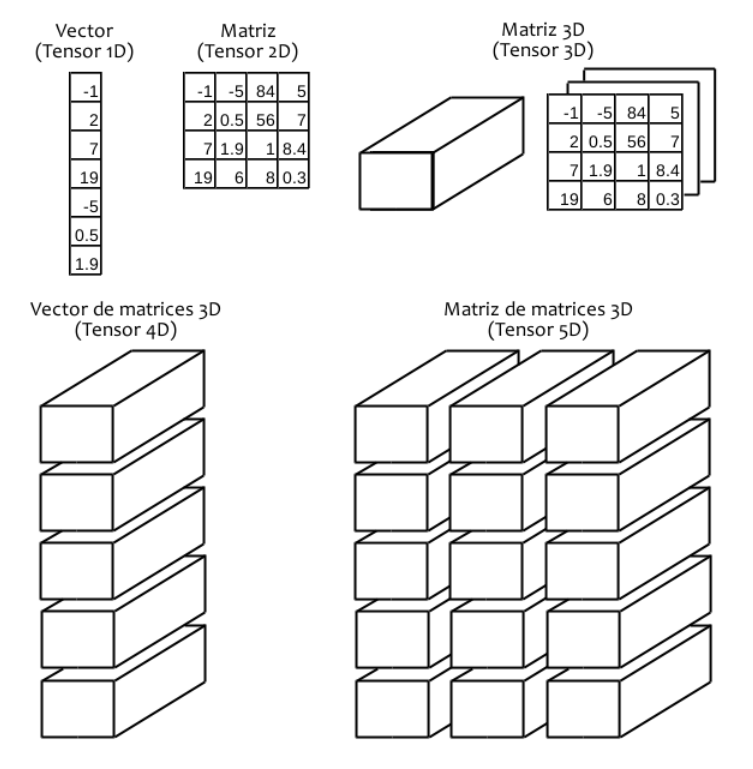 Vector
(Tensor 1D)
-1
2
7
19
-5
0.5
1.9
Matriz
(Tensor 2D)
-1 -5 84 5
2 0.5 56 7
7 1.9 1 8.4
19 6 8 0.3
Matriz 3D
(Tensor 3D)
-1 -5 84 5
2 0.5 56 7
7 1.9 1 8.4
19 6 8 0.3
Vector de matrices 3D
(Tensor 4D)
Matriz de matrices 3D
(Tensor 5D)